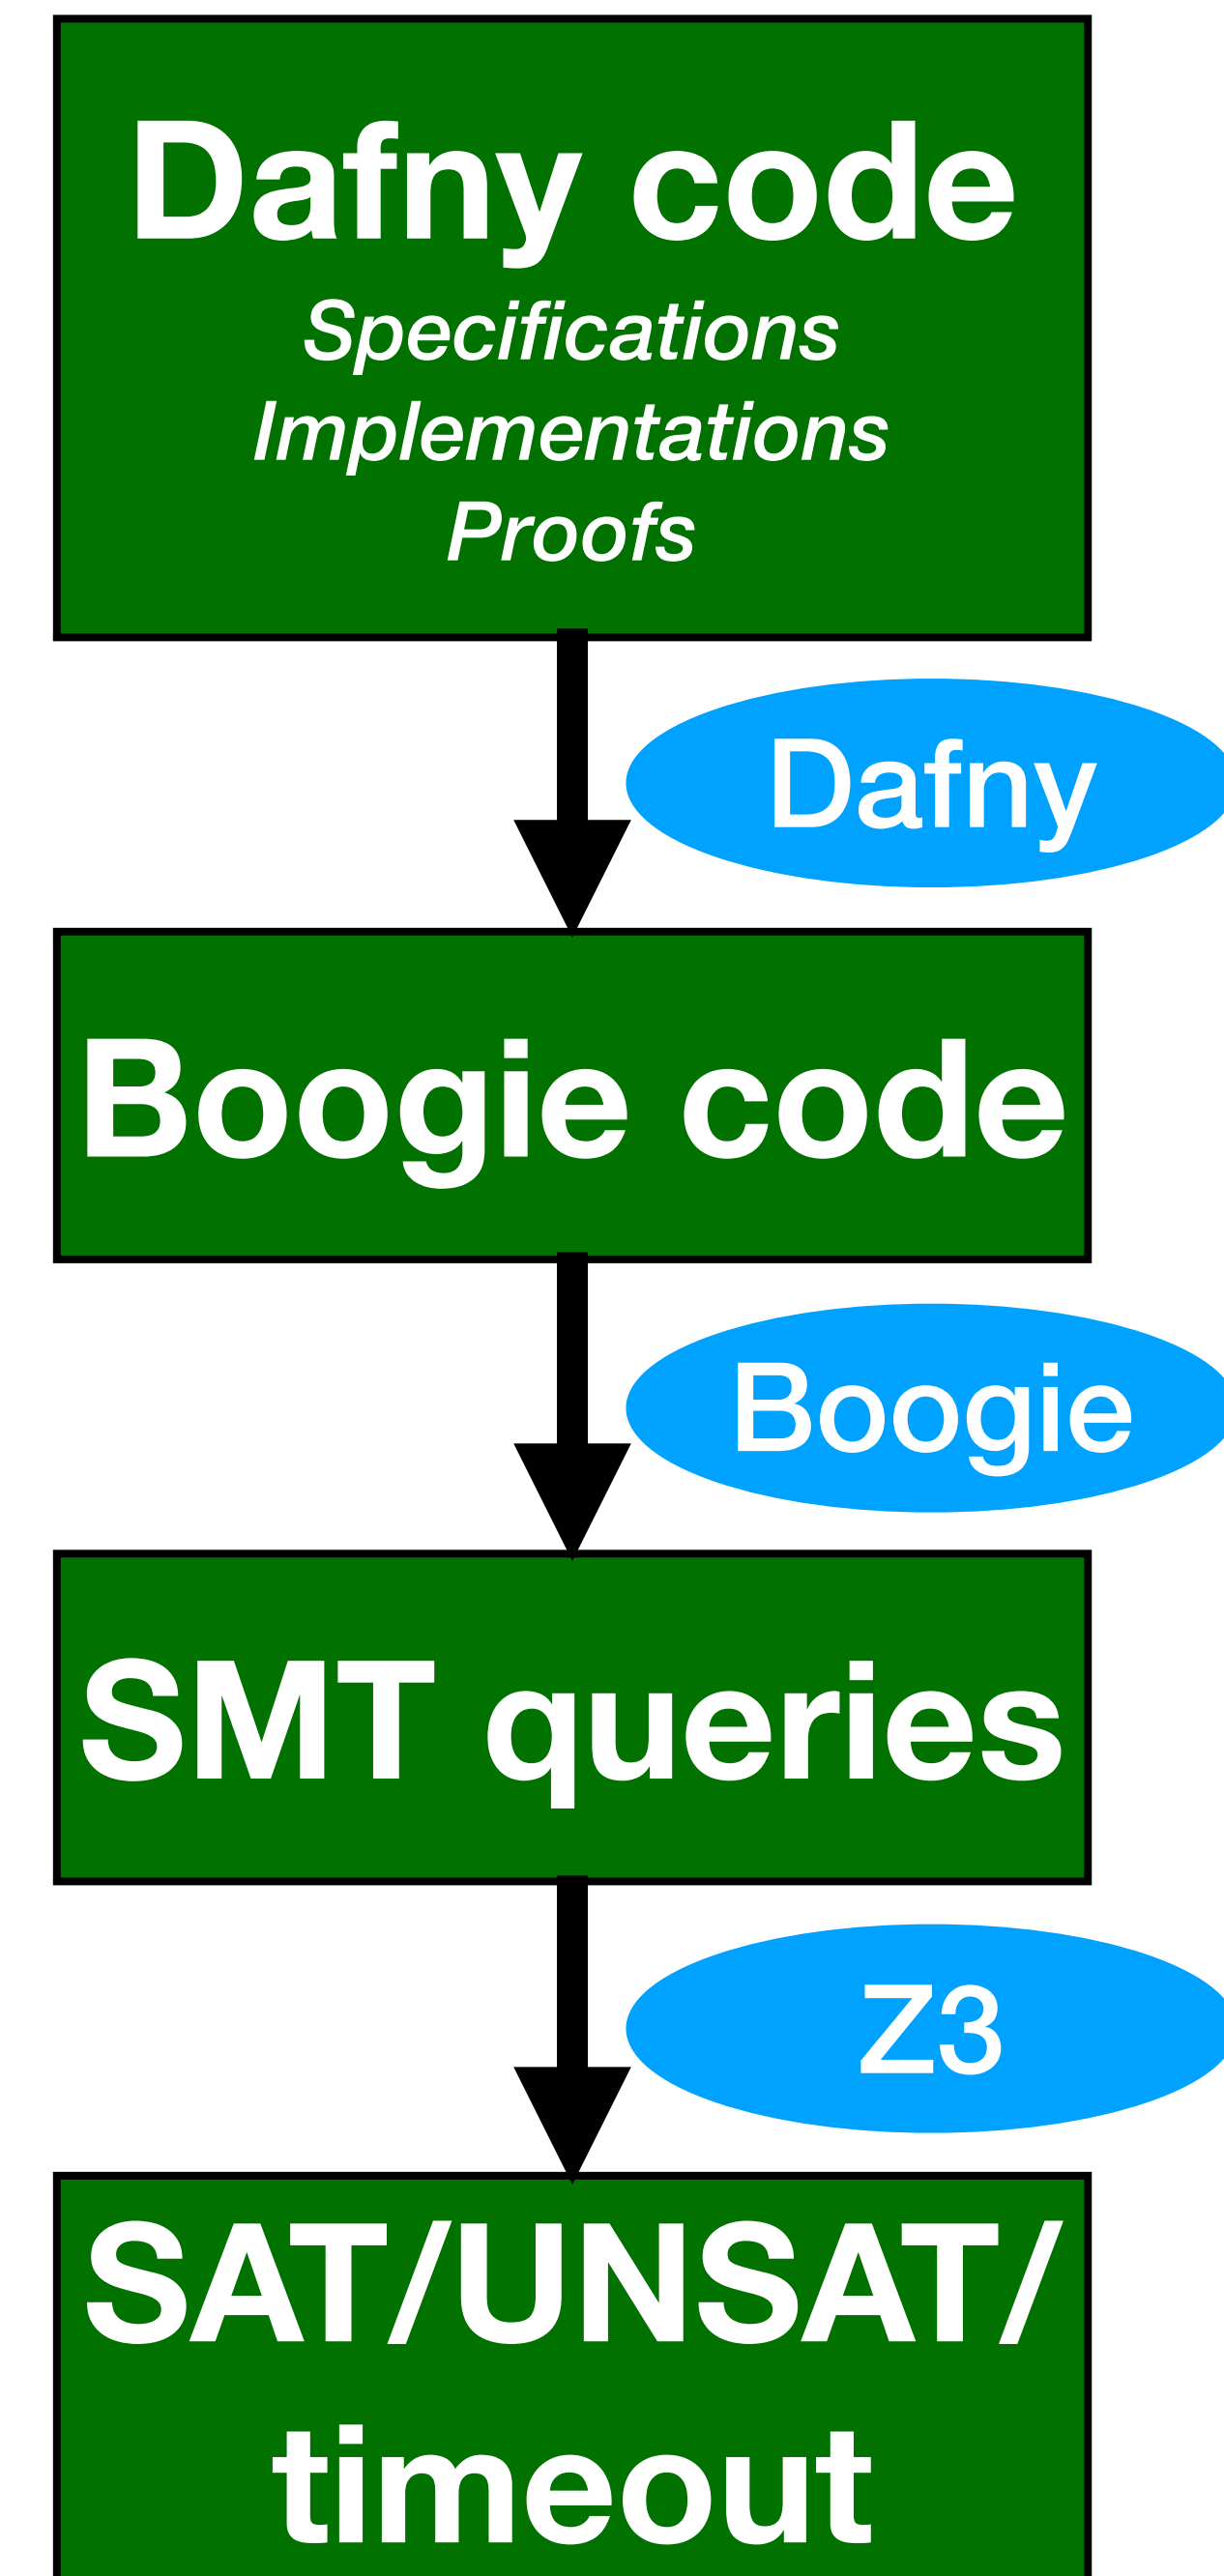 Dafny code
Specifications
Implementations
Proofs
Dafny
Boogie code
Boogie
SMT queries
Z3
SAT/UNSAT/
timeout